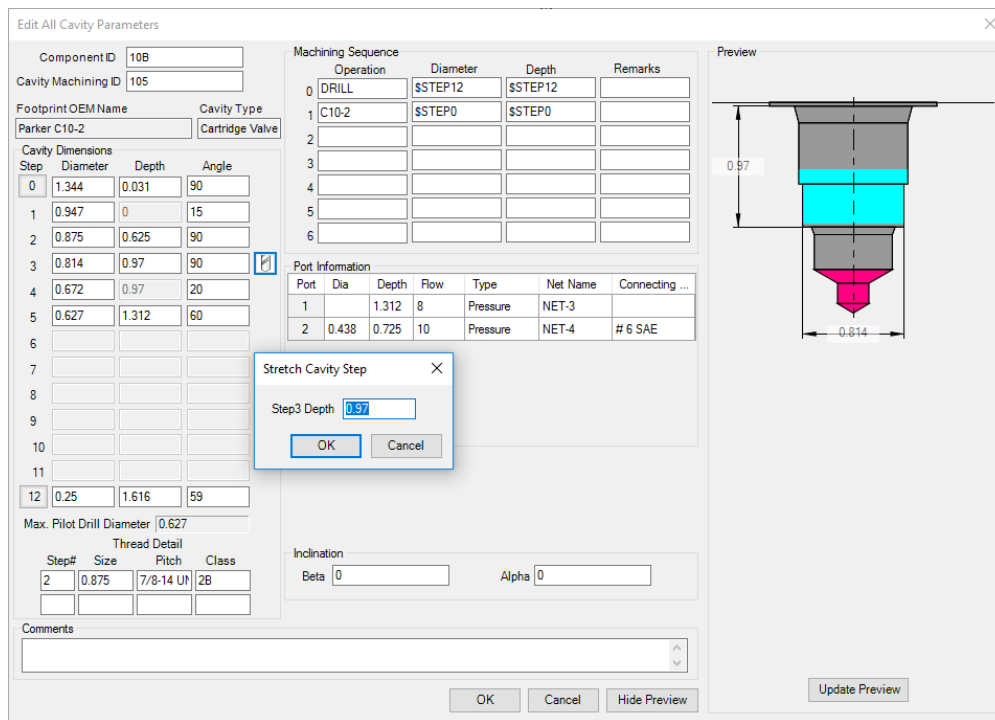 Edit All Cavity Parameters
Component ID 10B
Cavity Machining ID 105
Footprint OEM Name Cavity Type
Parker C10-2 Cartridge Valve
Cavity Dimensions
Step Diameter Depth Angle
0 1.344 0.031 90
1 0.947 0 15
2 0.875 0.625 90
3 0.814 0.97 90
4 0.672 0.97 20
5 0.627 1.312 60
6
7
8
9
10
11
12 0.25 1.616 59
Max. Pilot Drill Diameter 0.627
Thread Detail
Step# Size Pitch Class
2 0.875 7/8-14 UN 2B
Machining Sequence
Operation Diameter Depth Remarks
0 DRILL $STEP12 $STEP12
1 C10-2 $STEP0 $STEP0
2
3
4
5
6
Port Information
Port Dia Depth Flow Type Net Name Connecting ...
1 1.312 8 Pressure NET-3
2 0.438 0.725 10 Pressure NET-4 # 6 SAE
Stretch Cavity Step
Step3 Depth 0.97
OK Cancel
Inclination
Beta 0 Alpha 0
Comments
OK Cancel Hide Preview
Preview
0.97
0.814
Update Preview